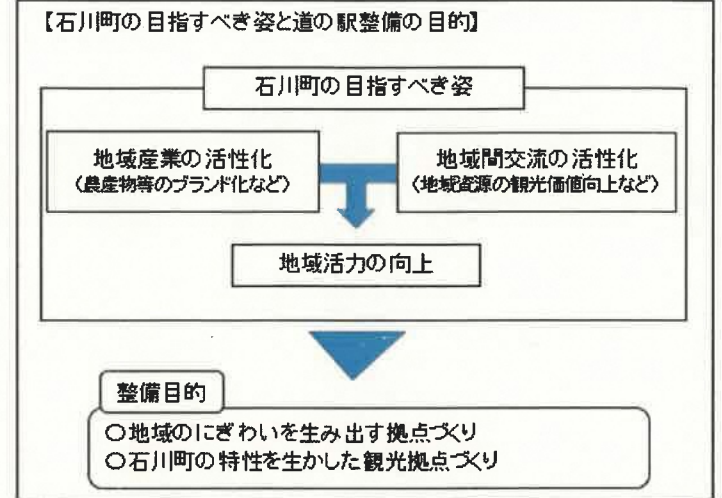 【石川町の目指すべき姿と道の駅整備の目的】
石川町の目指すべき姿
地域産業の活性化
〈農産物等のブランド化など〉
地域間交流の活性化
〈地域資源の観光価値向上など〉
地域活力の向上
整備目的
○地域のにぎわいを生み出す拠点づくり
○石川町の特性を生かした観光拠点づくり